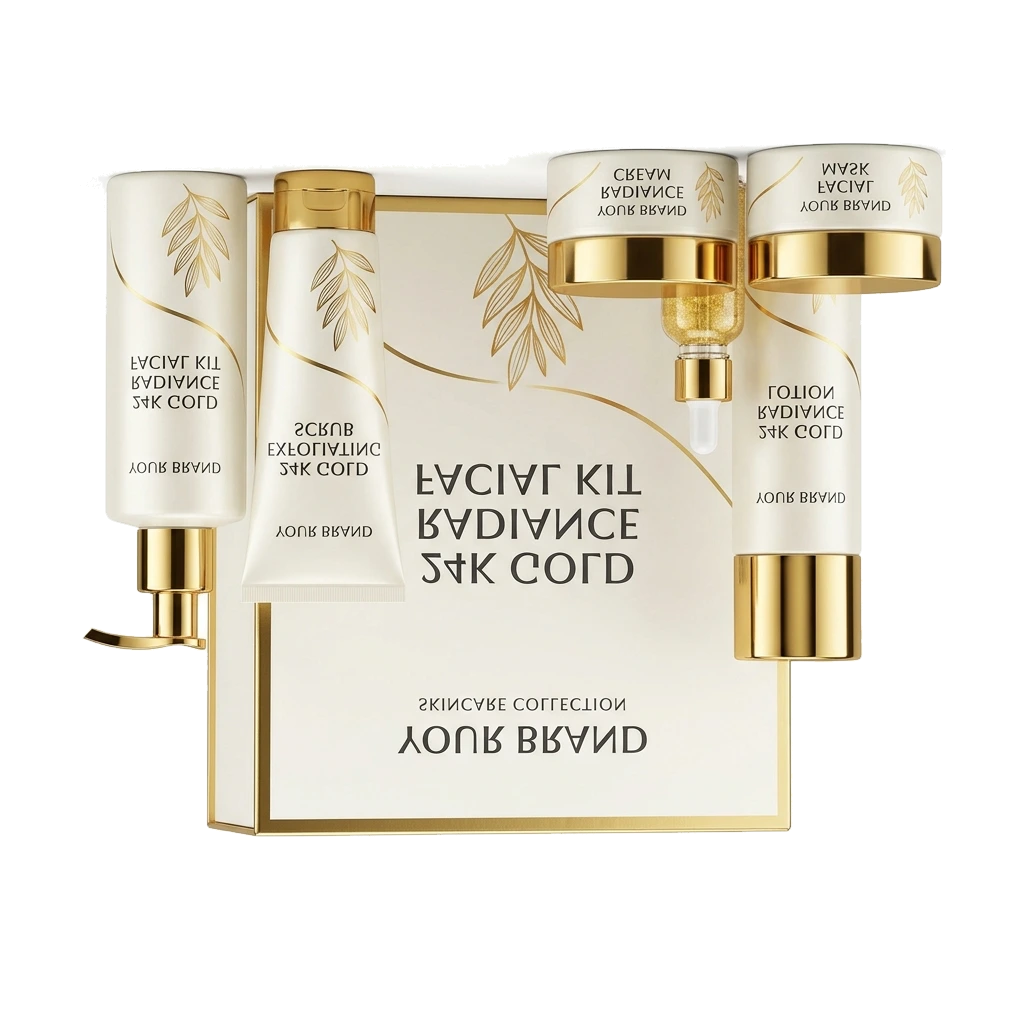 YOUR BRAND
SKINCARE COLLECTION
24K GOLD
RADIANCE
FACIAL KIT
YOUR BRAND
24K GOLD
RADIANCE
FACIAL KIT
YOUR BRAND
24K GOLD
EXFOLIATING
SCRUB
YOUR BRAND
24K GOLD
RADIANCE
LOTION
YOUR BRAND
RADIANCE
CREAM
YOUR BRAND
FACIAL
MASK